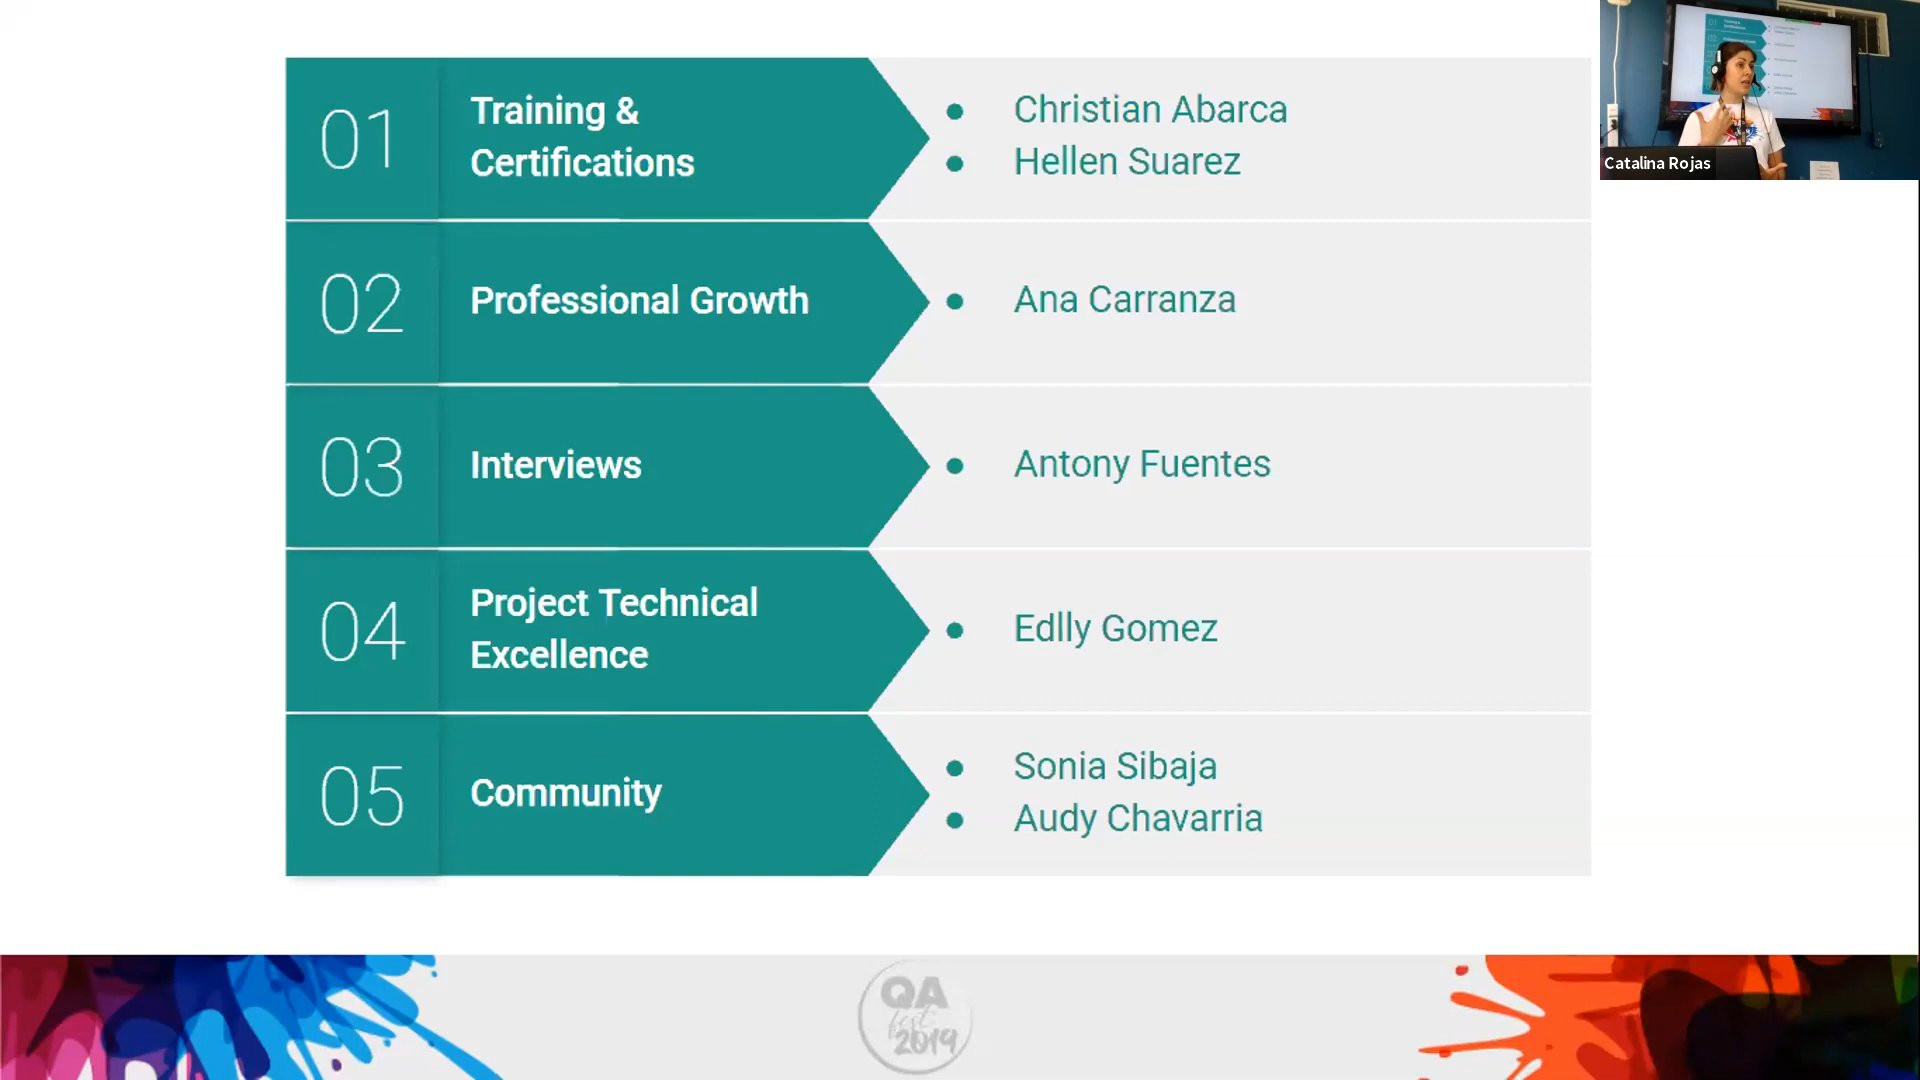 01
Training &
Certifications
Christian Abarca
Hellen Suarez
02
Professional Growth
Ana Carranza
03
Interviews
Antony Fuentes
04
Project Technical
Excellence
Edlly Gomez
05
Community
Sonia Sibaja
Audy Chavarria
Catalina Rojas
QA
fest
2019